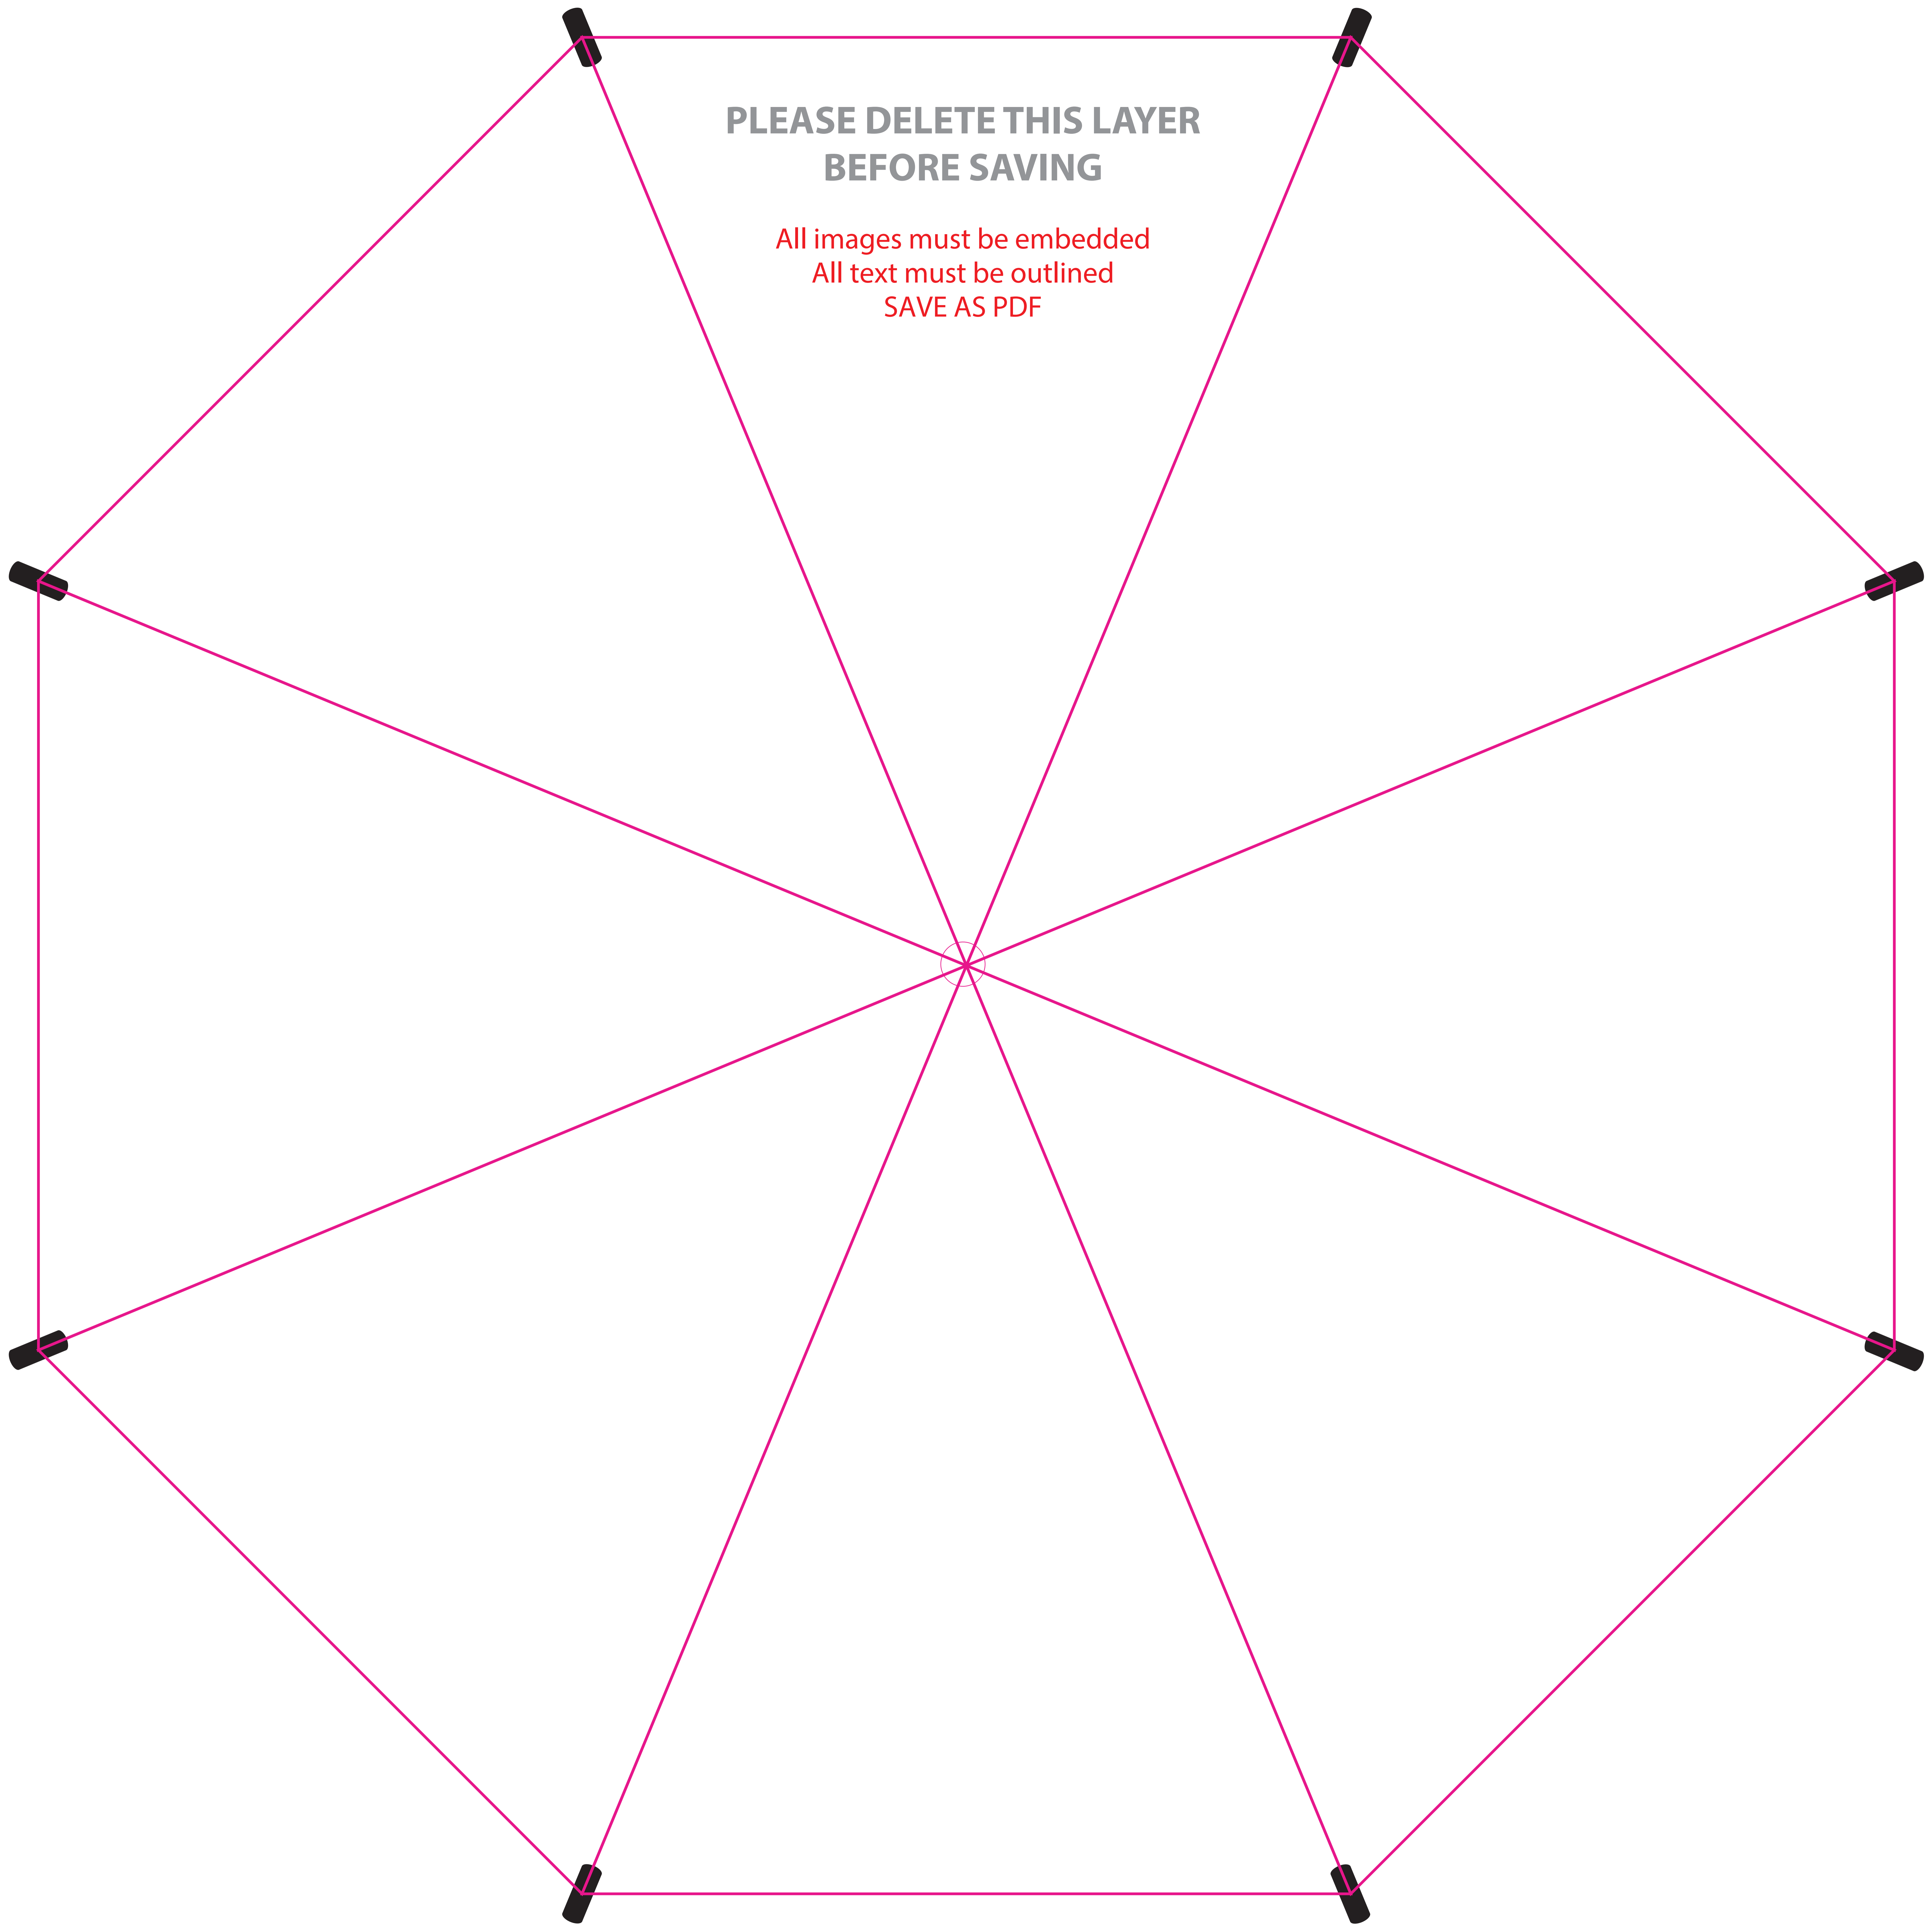 PLEASE DELETE THIS LAYER
BEFORE SAVING
All images must be embedded
All text must be outlined
SAVE AS PDF